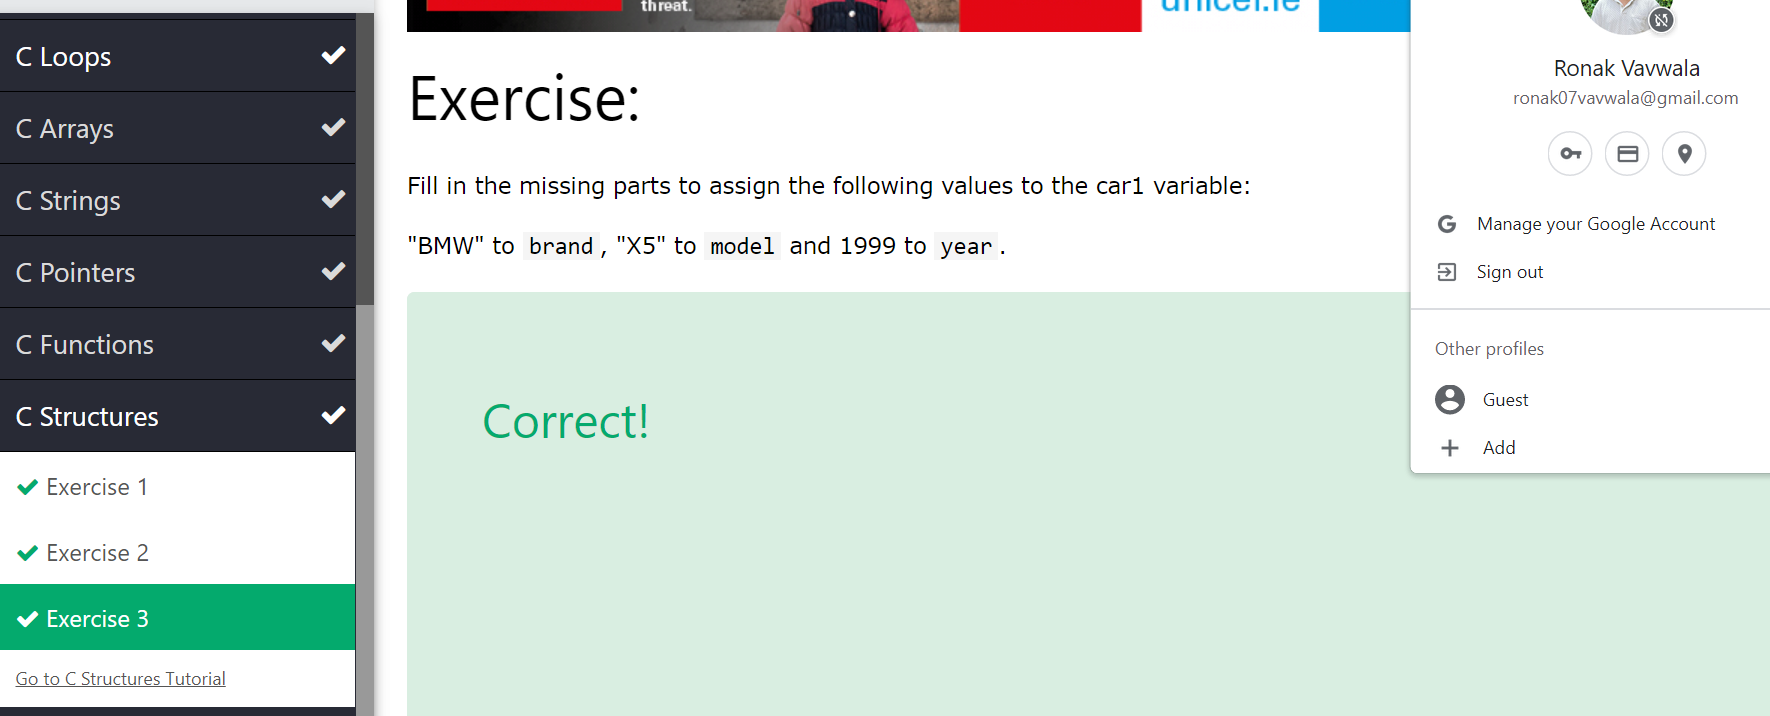 C Loops
C Arrays
C Strings
C Pointers
C Functions
C Structures
Exercise 1
Exercise 2
Exercise 3
Go to C Structures Tutorial
threat.
unicef.ie
Exercise:
Fill in the missing parts to assign the following values to the car1 variable:
"BMW" to brand, "X5" to model and 1999 to year.
Correct!
Ronak Vavwala
ronak07vavwala@gmail.com
Manage your Google Account
Sign out
Other profiles
Guest
Add